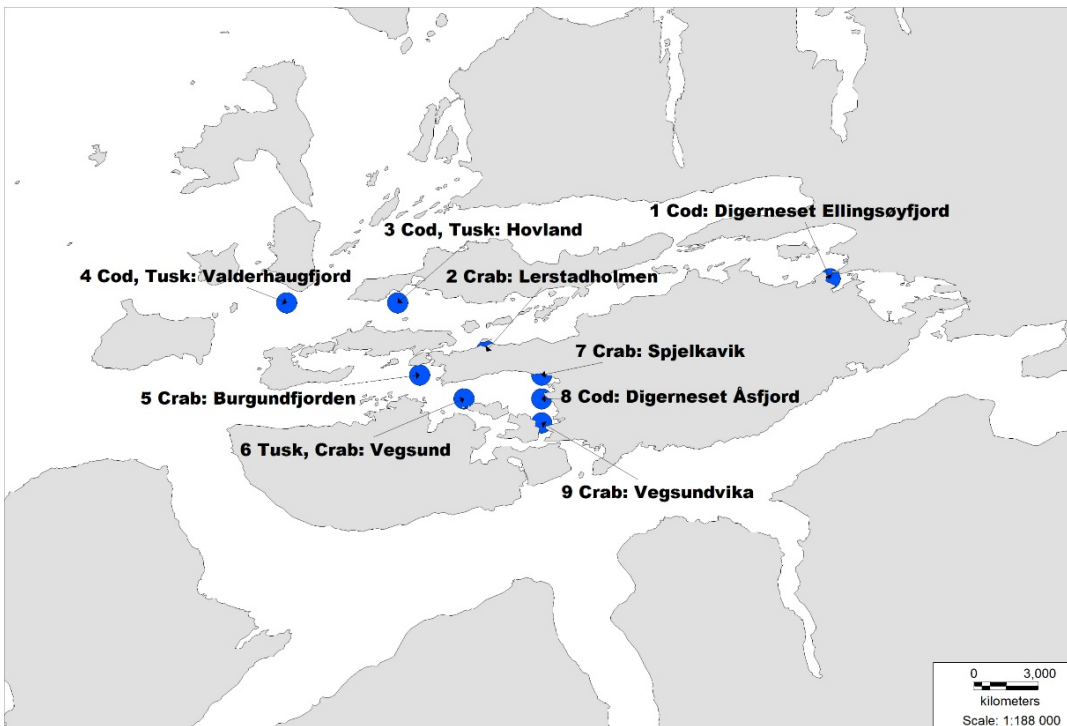 1 Cod: Digerneset Ellingsøyfjord
3 Cod, Tusk: Hovland
4 Cod, Tusk: Valderhaugfjord
2 Crab: Lerstadholmen
7 Crab: Spjelkavik
5 Crab: Burgundfjorden
8 Cod: Digerneset Åsfjord
6 Tusk, Crab: Vegsund
9 Crab: Vegsundvika
0 3,000
kilometers
Scale: 1:188 000